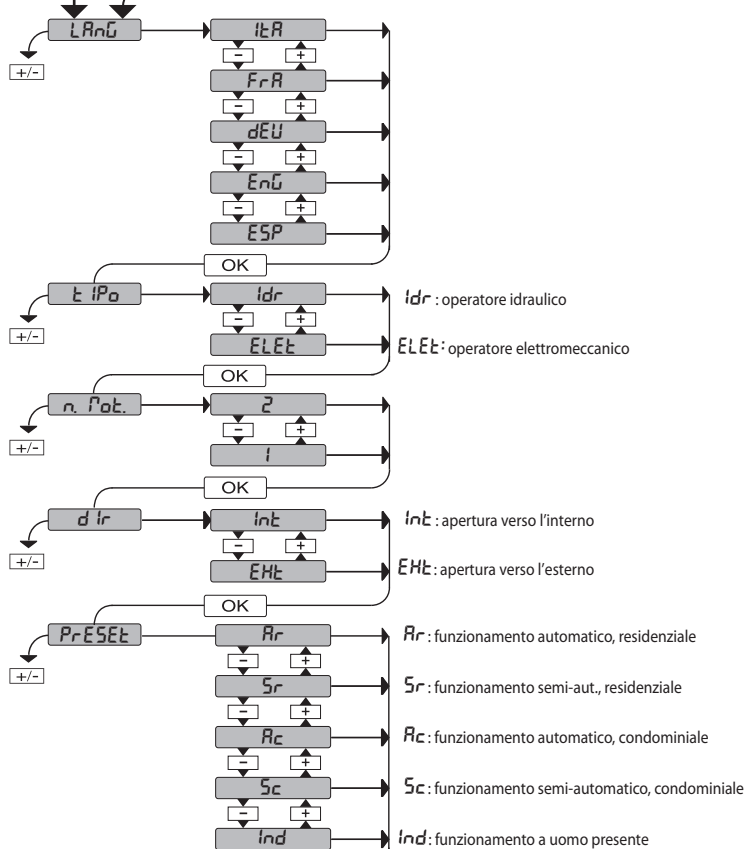 LAnG ItA
- +
+/-
FrA
- +
dEU
- +
EnG
- +
ESP
OK
tIPo Idr Idr : operatore idraulico
- +
+/-
ELEt ELEt: operatore elettromeccanico
OK
n. Mot. 2
- +
+/-
1
OK
dIr Int Int : apertura verso l'interno
- +
+/-
EHt EHt: apertura verso l'esterno
OK
PrESEt Ar Ar : funzionamento automatico, residenziale
- +
+/-
Sr Sr : funzionamento semi-aut., residenziale
- +
Ac Ac : funzionamento automatico, condominiale
- +
Sc Sc : funzionamento semi-automatico, condominiale
- +
Ind Ind : funzionamento a uomo presente